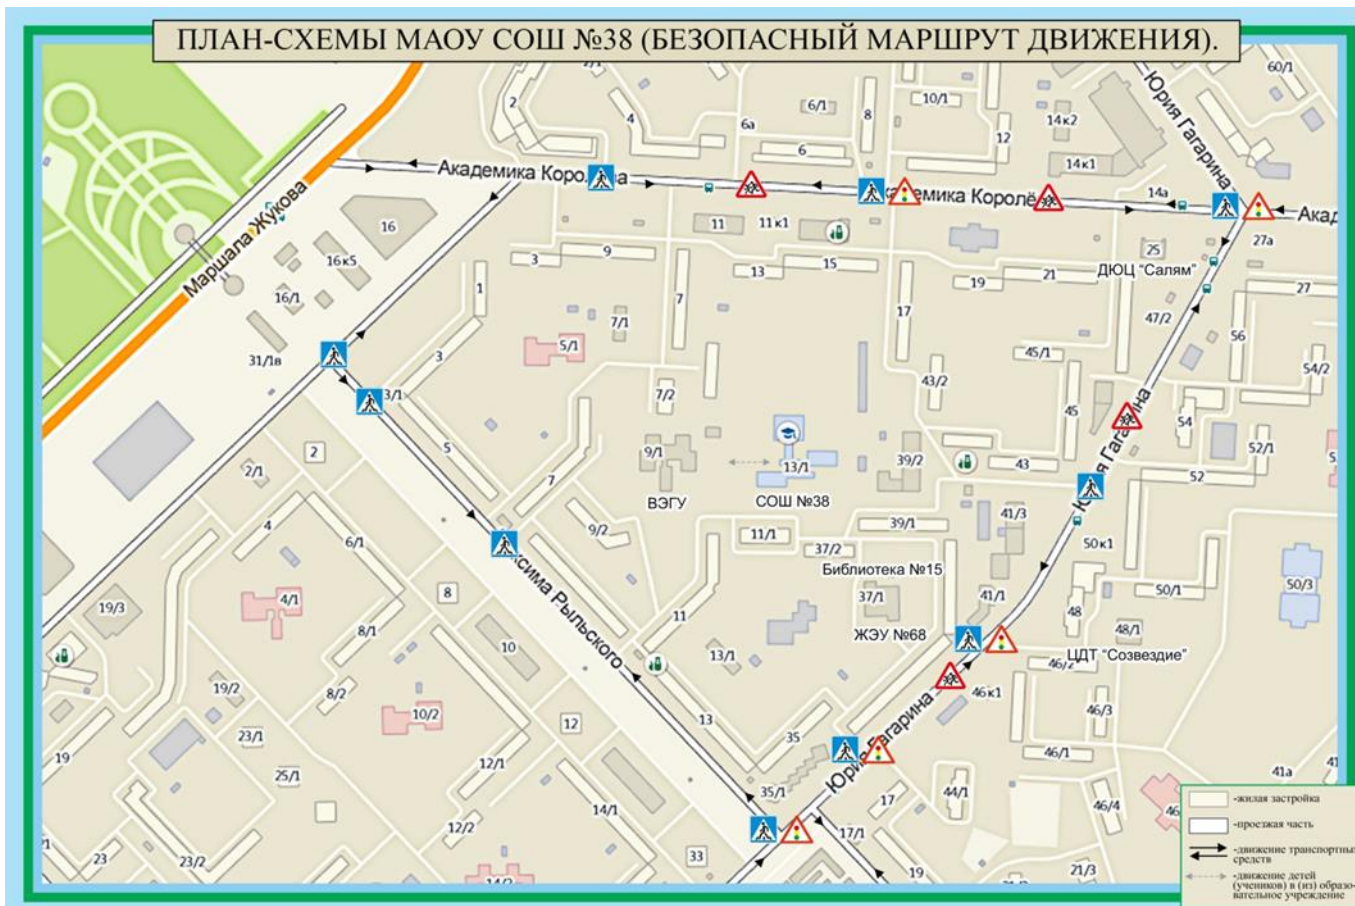 ПЛАН-СХЕМЫ МАОУ СОШ №38 (БЕЗОПАСНЫЙ МАРШРУТ ДВИЖЕНИЯ).
60/1
2
4
6/1
8
10/1
12
14к2
Юрия Гагарина
6а
6
14к1
Академика
14а
Академика Королё
Маршала Жукова
16
16к5
16/1
31/1в
11
11к1
25
27а
3
9
13
15
19
21
ДЮЦ "Салям"
27
1
7
17
47/2
56
7/1
5/1
3
45/1
54/2
3/1
7/2
43/2
45
54
2
5
9/1
13/1
39/2
43
52/1
52
2/1
7
ВЭГУ
СОШ №38
4
6/1
9/2
11/1
37/2
39/1
41/3
50к1
Библиотека №15
50/3
50/1
19/3
4/1
8
37/1
41/1
48
8/1
Рыльского
11
ЖЭУ №68
48/1
10
13/1
46/2
ЦДТ "Созвездие"
19/2
8/2
46к1
10/2
12
13
35
46/3
23/1
Юрия Гагарина
46/1
19
25/1
12/1
35/1
17
44/1
41а
14/1
46/4
12/2
17/1
23
23/2
33
19
21/3
14/2
-жилая застройка
-проезжая часть
-движение транспортных
средств
-движение детей
(учеников) в (из) образо-
вательное учреждение